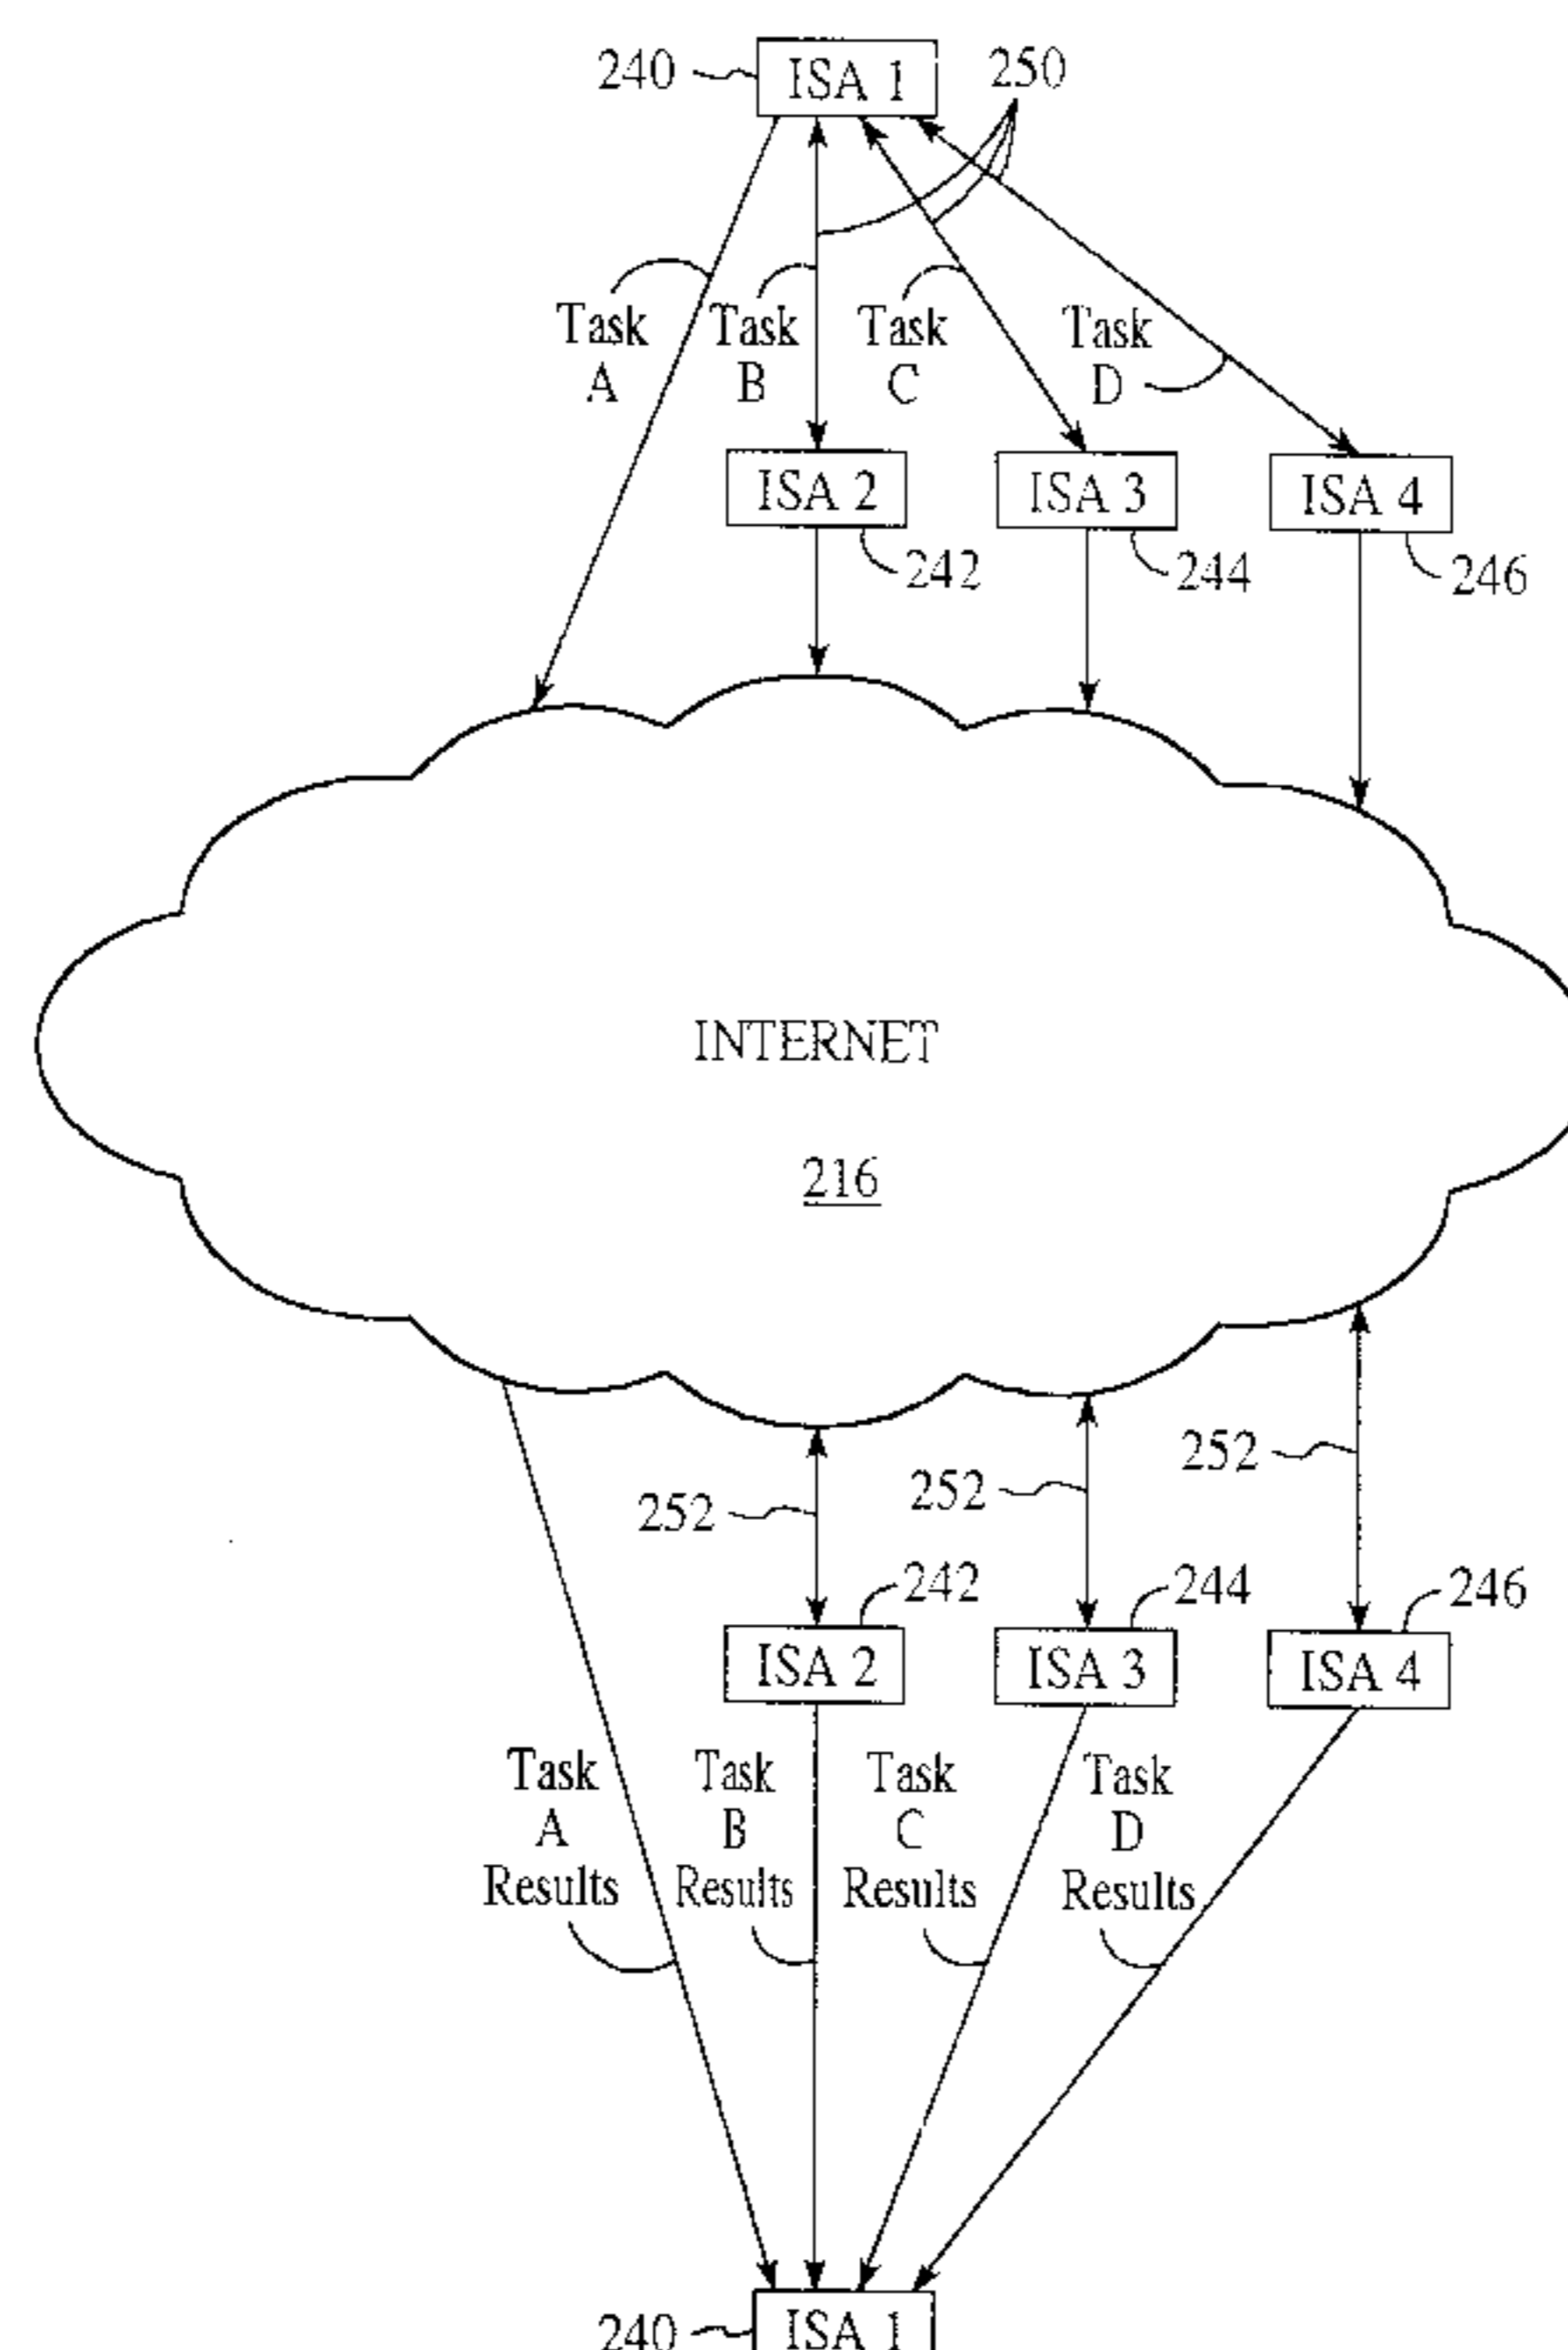 240
ISA 1
250
Task
A
Task
B
Task
C
Task
D
ISA 2
ISA 3
ISA 4
242
244
246
INTERNET
216
252
252
252
242
244
246
ISA 2
ISA 3
ISA 4
Task
A
Results
Task
B
Results
Task
C
Results
Task
D
Results
240
ISA 1